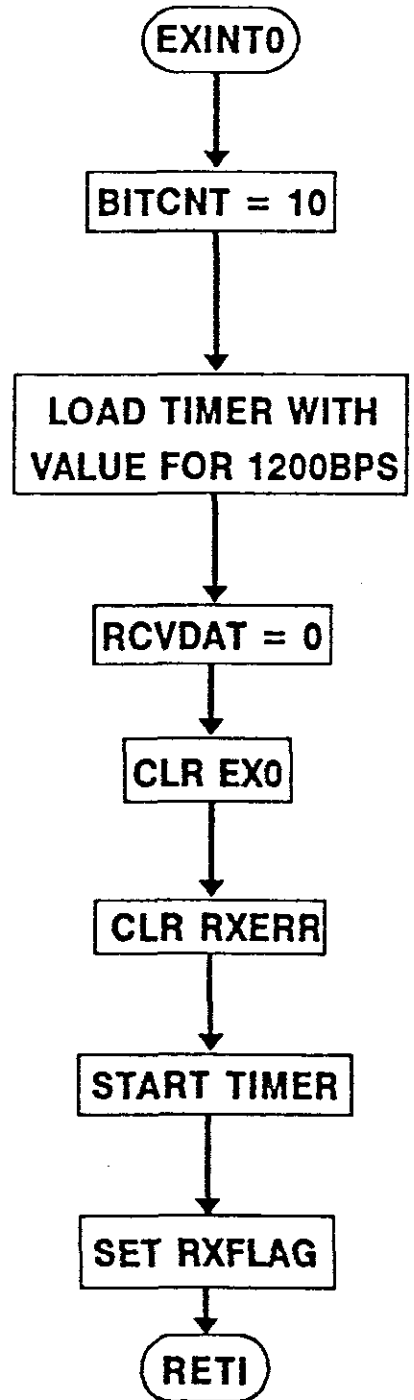 EXINT0
BITCNT = 10
LOAD TIMER WITH
VALUE FOR 1200BPS
RCVDAT = 0
CLR EX0
CLR RXERR
START TIMER
SET RXFLAG
RETI